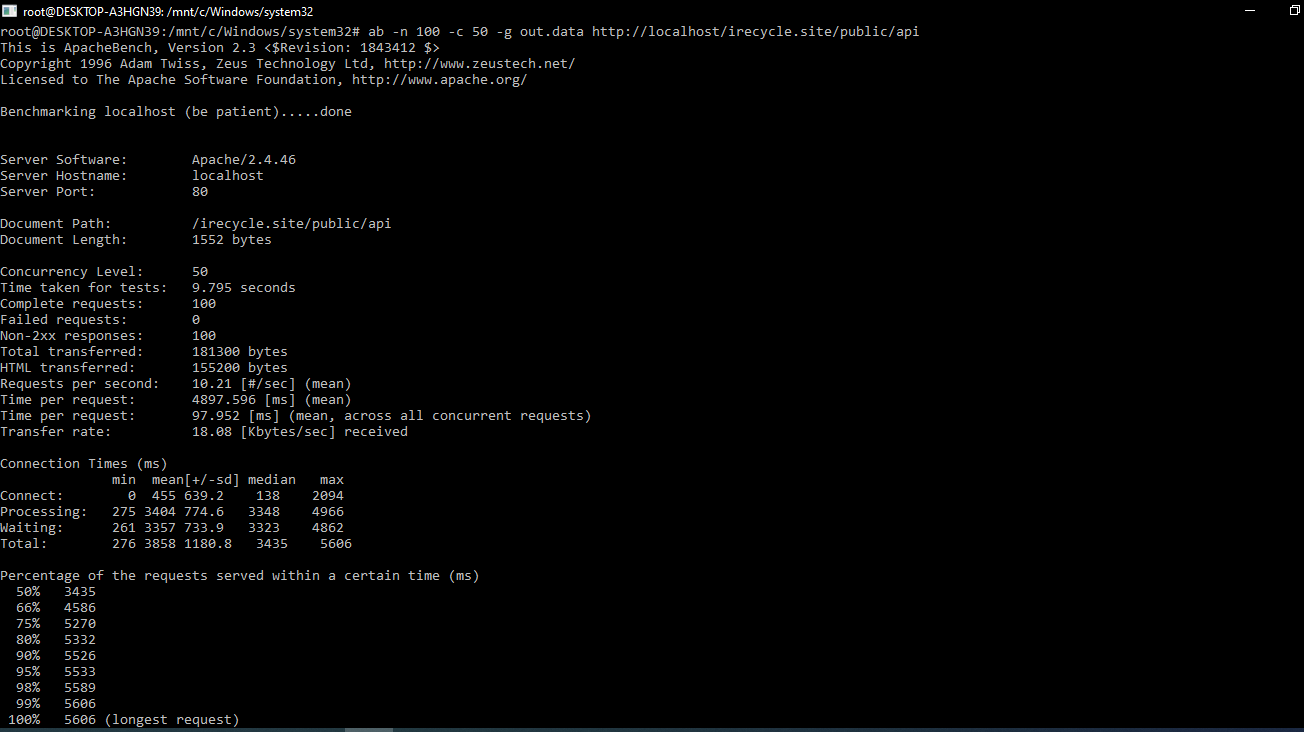 root@DESKTOP-A3HGN39: /mnt/c/Windows/system32
root@DESKTOP-A3HGN39:/mnt/c/Windows/system32# ab -n 100 -c 50 -g out.data http://localhost/irecycle.site/public/api
This is ApacheBench, Version 2.3 <$Revision: 1843412 $>
Copyright 1996 Adam Twiss, Zeus Technology Ltd, http://www.zeustech.net/
Licensed to The Apache Software Foundation, http://www.apache.org/

Benchmarking localhost (be patient).....done


Server Software:        Apache/2.4.46
Server Hostname:        localhost
Server Port:            80

Document Path:          /irecycle.site/public/api
Document Length:        1552 bytes

Concurrency Level:      50
Time taken for tests:   9.795 seconds
Complete requests:      100
Failed requests:        0
Non-2xx responses:      100
Total transferred:      181300 bytes
HTML transferred:       155200 bytes
Requests per second:    10.21 [#/sec] (mean)
Time per request:       4897.596 [ms] (mean)
Time per request:       97.952 [ms] (mean, across all concurrent requests)
Transfer rate:          18.08 [Kbytes/sec] received

Connection Times (ms)
              min  mean[+/-sd] median   max
Connect:        0  455 639.2    138    2094
Processing:   275 3404 774.6   3348    4966
Waiting:      261 3357 733.9   3323    4862
Total:        276 3858 1180.8   3435    5606

Percentage of the requests served within a certain time (ms)
  50%   3435
  66%   4586
  75%   5270
  80%   5332
  90%   5526
  95%   5533
  98%   5589
  99%   5606
 100%   5606 (longest request)